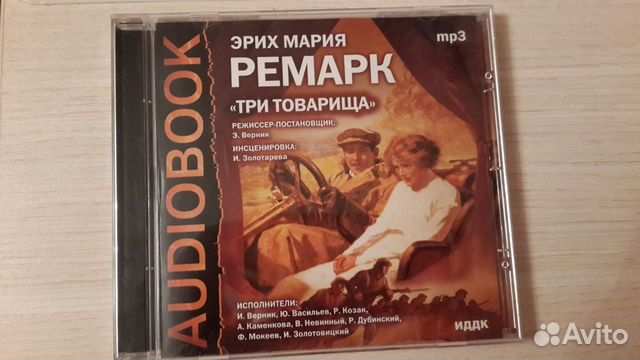 AUDIOBOOK
ЭРИХ МАРИЯ
mp3
РЕМАРК
«ТРИ ТОВАРИЩА»
РЕЖИССЕР-ПОСТАНОВЩИК:
Э. Верник
ИНСЦЕНИРОВКА:
И. Золотарева
ИСПОЛНИТЕЛИ:
И. Верник, Ю. Васильев, Р. Козак,
А. Каменкова, В. Невинный, Р. Дубинский,
Ф. Мокеев, И. Золотовицкий
ИДДК
Avito